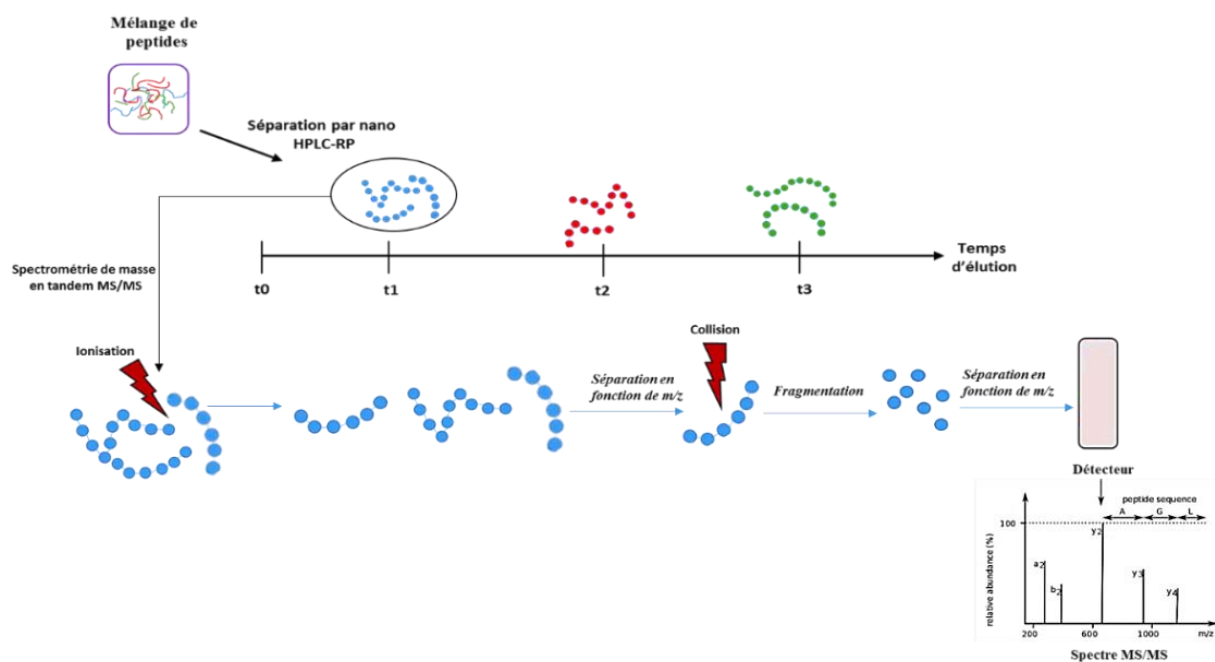 Mélange de
peptides
Séparation par nano
HPLC-RP
Temps
d'élution
t0
t1
t2
t3
Spectrométrie de masse
en tandem MS/MS
Ionisation
Collision
Séparation en
fonction de m/z
Fragmentation
Séparation en
fonction de m/z
Détecteur
peptide sequence
A G L
100
relative abundance (%)
a2
b2
y2
y3
y4
200 600 1000 m/z
Spectre MS/MS